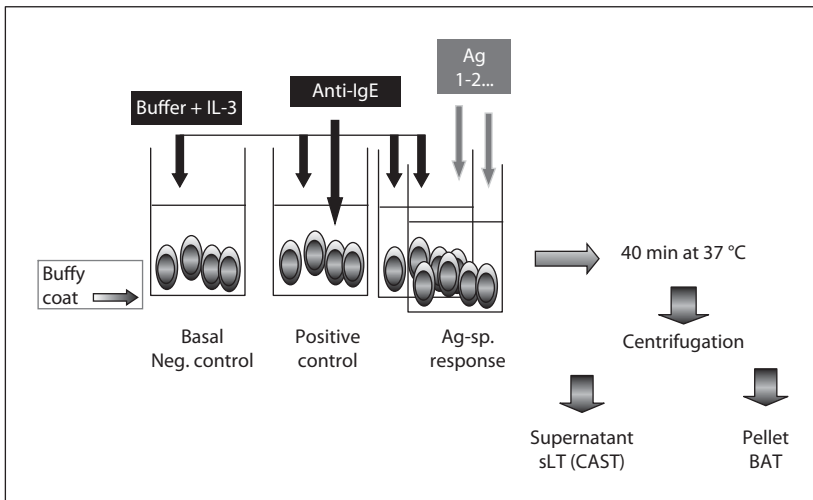 Ag
1-2...
Anti-IgE
Buffer + IL-3
40 min at 37 °C
Buffy
coat
Basal
Neg. control
Positive
control
Ag-sp.
response
Centrifugation
Supernatant
sLT (CAST)
Pellet
BAT